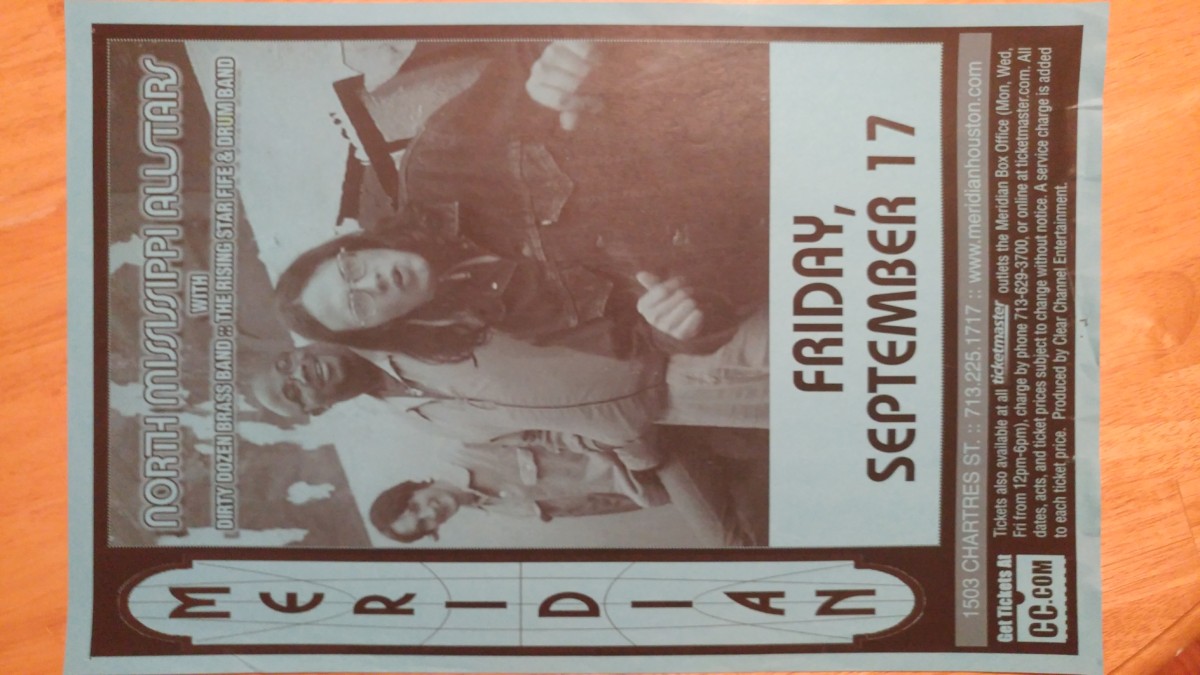 MERIDIAN
NORTH MISSISSIPPI ALLSTARS
WITH
DIRTY DOZEN BRASS BAND :: THE RISING STAR FIFE & DRUM BAND
FRIDAY,
SEPTEMBER 17
1503 CHARTRES ST. :: 713.225.1717 :: www.meridianhouston.com
Get Tickets At
CC.COM
Tickets also available at all ticketmaster outlets the Meridian Box Office (Mon, Wed,
Fri from 12pm-6pm), charge by phone 713-629-3700, or online at ticketmaster.com. All
dates, acts, and ticket prices subject to change without notice. A service charge is added
to each ticket price. Produced by Clear Channel Entertainment.